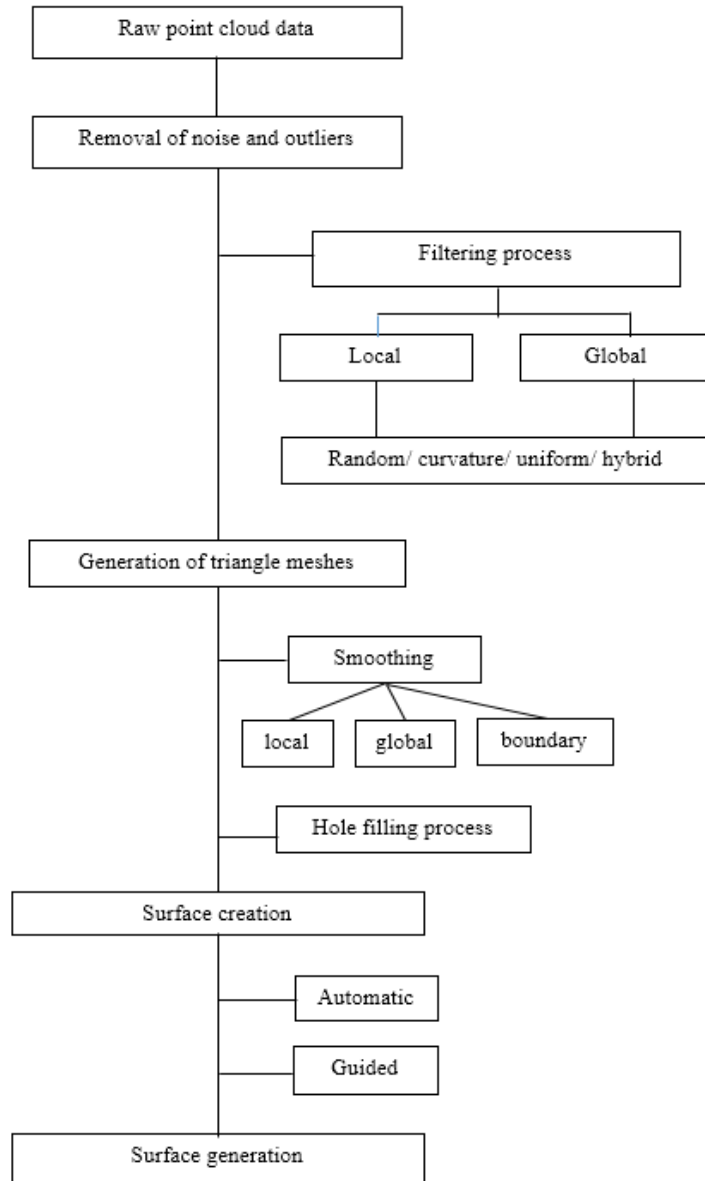 Raw point cloud data
Removal of noise and outliers
Filtering process
Local
Global
Random/ curvature/ uniform/ hybrid
Generation of triangle meshes
Smoothing
local
global
boundary
Hole filling process
Surface creation
Automatic
Guided
Surface generation